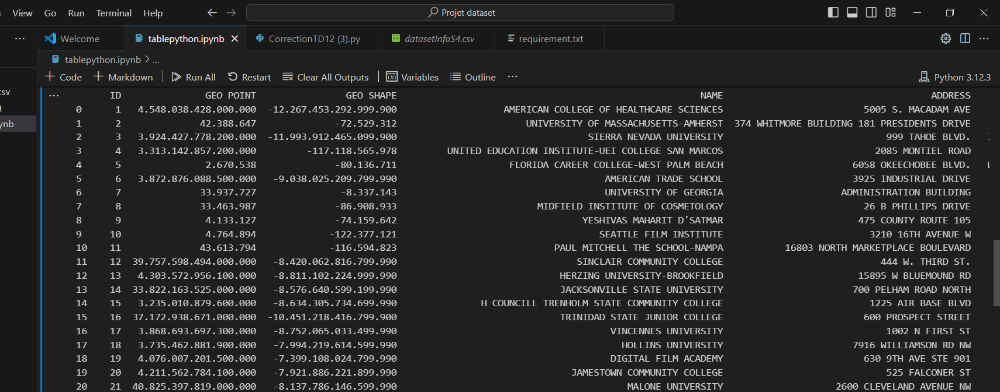 View Go Run Terminal Help Projet dataset
Welcome tablepython.ipynb CorrectionTD12 (3).py datasetInfoS4.csv requirement.txt
tablepython.ipynb > ...
+ Code + Markdown Run All Restart Clear All Outputs Variables Outline ... Python 3.12.3
ID GEO POINT GEO SHAPE NAME ADDRESS
0 1 4.548.038.428.000.000 -12.267.453.292.999.900 AMERICAN COLLEGE OF HEALTHCARE SCIENCES 5005 S. MACADAM AVE
1 2 42.388.647 -72.529.312 UNIVERSITY OF MASSACHUSETTS-AMHERST 374 WHITMORE BUILDING 181 PRESIDENTS DRIVE
2 3 3.924.427.778.200.000 -11.993.912.465.099.900 SIERRA NEVADA UNIVERSITY 999 TAHOE BLVD.
3 4 3.313.142.857.200.000 -117.118.565.978 UNITED EDUCATION INSTITUTE-UEI COLLEGE SAN MARCOS 2085 MONTIEL ROAD
4 5 2.670.538 -80.136.711 FLORIDA CAREER COLLEGE-WEST PALM BEACH 6058 OKEECHOBEE BLVD.
5 6 3.872.876.088.500.000 -9.038.025.209.799.990 AMERICAN TRADE SCHOOL 3925 INDUSTRIAL DRIVE
6 7 33.937.727 -8.337.143 UNIVERSITY OF GEORGIA ADMINISTRATION BUILDING
7 8 33.463.987 -86.908.933 MIDFIELD INSTITUTE OF COSMETOLOGY 26 B PHILLIPS DRIVE
8 9 4.133.127 -74.159.642 YESHIVAS MAHARIT D'SATMAR 475 COUNTY ROUTE 105
9 10 4.764.894 -122.377.121 SEATTLE FILM INSTITUTE 3210 16TH AVENUE W
10 11 43.613.794 -116.594.823 PAUL MITCHELL THE SCHOOL-NAMPA 16803 NORTH MARKETPLACE BOULEVARD
11 12 39.757.598.494.000.000 -8.420.062.816.799.990 SINCLAIR COMMUNITY COLLEGE 444 W. THIRD ST.
12 13 4.303.572.956.100.000 -8.811.102.224.999.990 HERZING UNIVERSITY-BROOKFIELD 15895 W BLUEMOUND RD
13 14 33.822.163.525.000.000 -8.576.640.599.199.990 JACKSONVILLE STATE UNIVERSITY 700 PELHAM ROAD NORTH
14 15 3.235.010.879.600.000 -8.634.305.734.699.990 H COUNCILL TRENHOLM STATE COMMUNITY COLLEGE 1225 AIR BASE BLVD
15 16 37.172.938.671.000.000 -10.451.218.416.799.900 TRINIDAD STATE JUNIOR COLLEGE 600 PROSPECT STREET
16 17 3.868.693.697.300.000 -8.752.065.033.499.990 VINCENNES UNIVERSITY 1002 N FIRST ST
17 18 3.735.462.881.900.000 -7.994.219.614.599.990 HOLLINS UNIVERSITY 7916 WILLIAMSON RD NW
18 19 4.076.007.201.500.000 -7.399.108.024.799.990 DIGITAL FILM ACADEMY 630 9TH AVE STE 901
19 20 4.211.562.784.100.000 -7.921.886.221.899.990 JAMESTOWN COMMUNITY COLLEGE 525 FALCONER ST
20 21 40.825.397.819.000.000 -8.137.786.146.599.990 MALONE UNIVERSITY 2600 CLEVELAND AVENUE NW